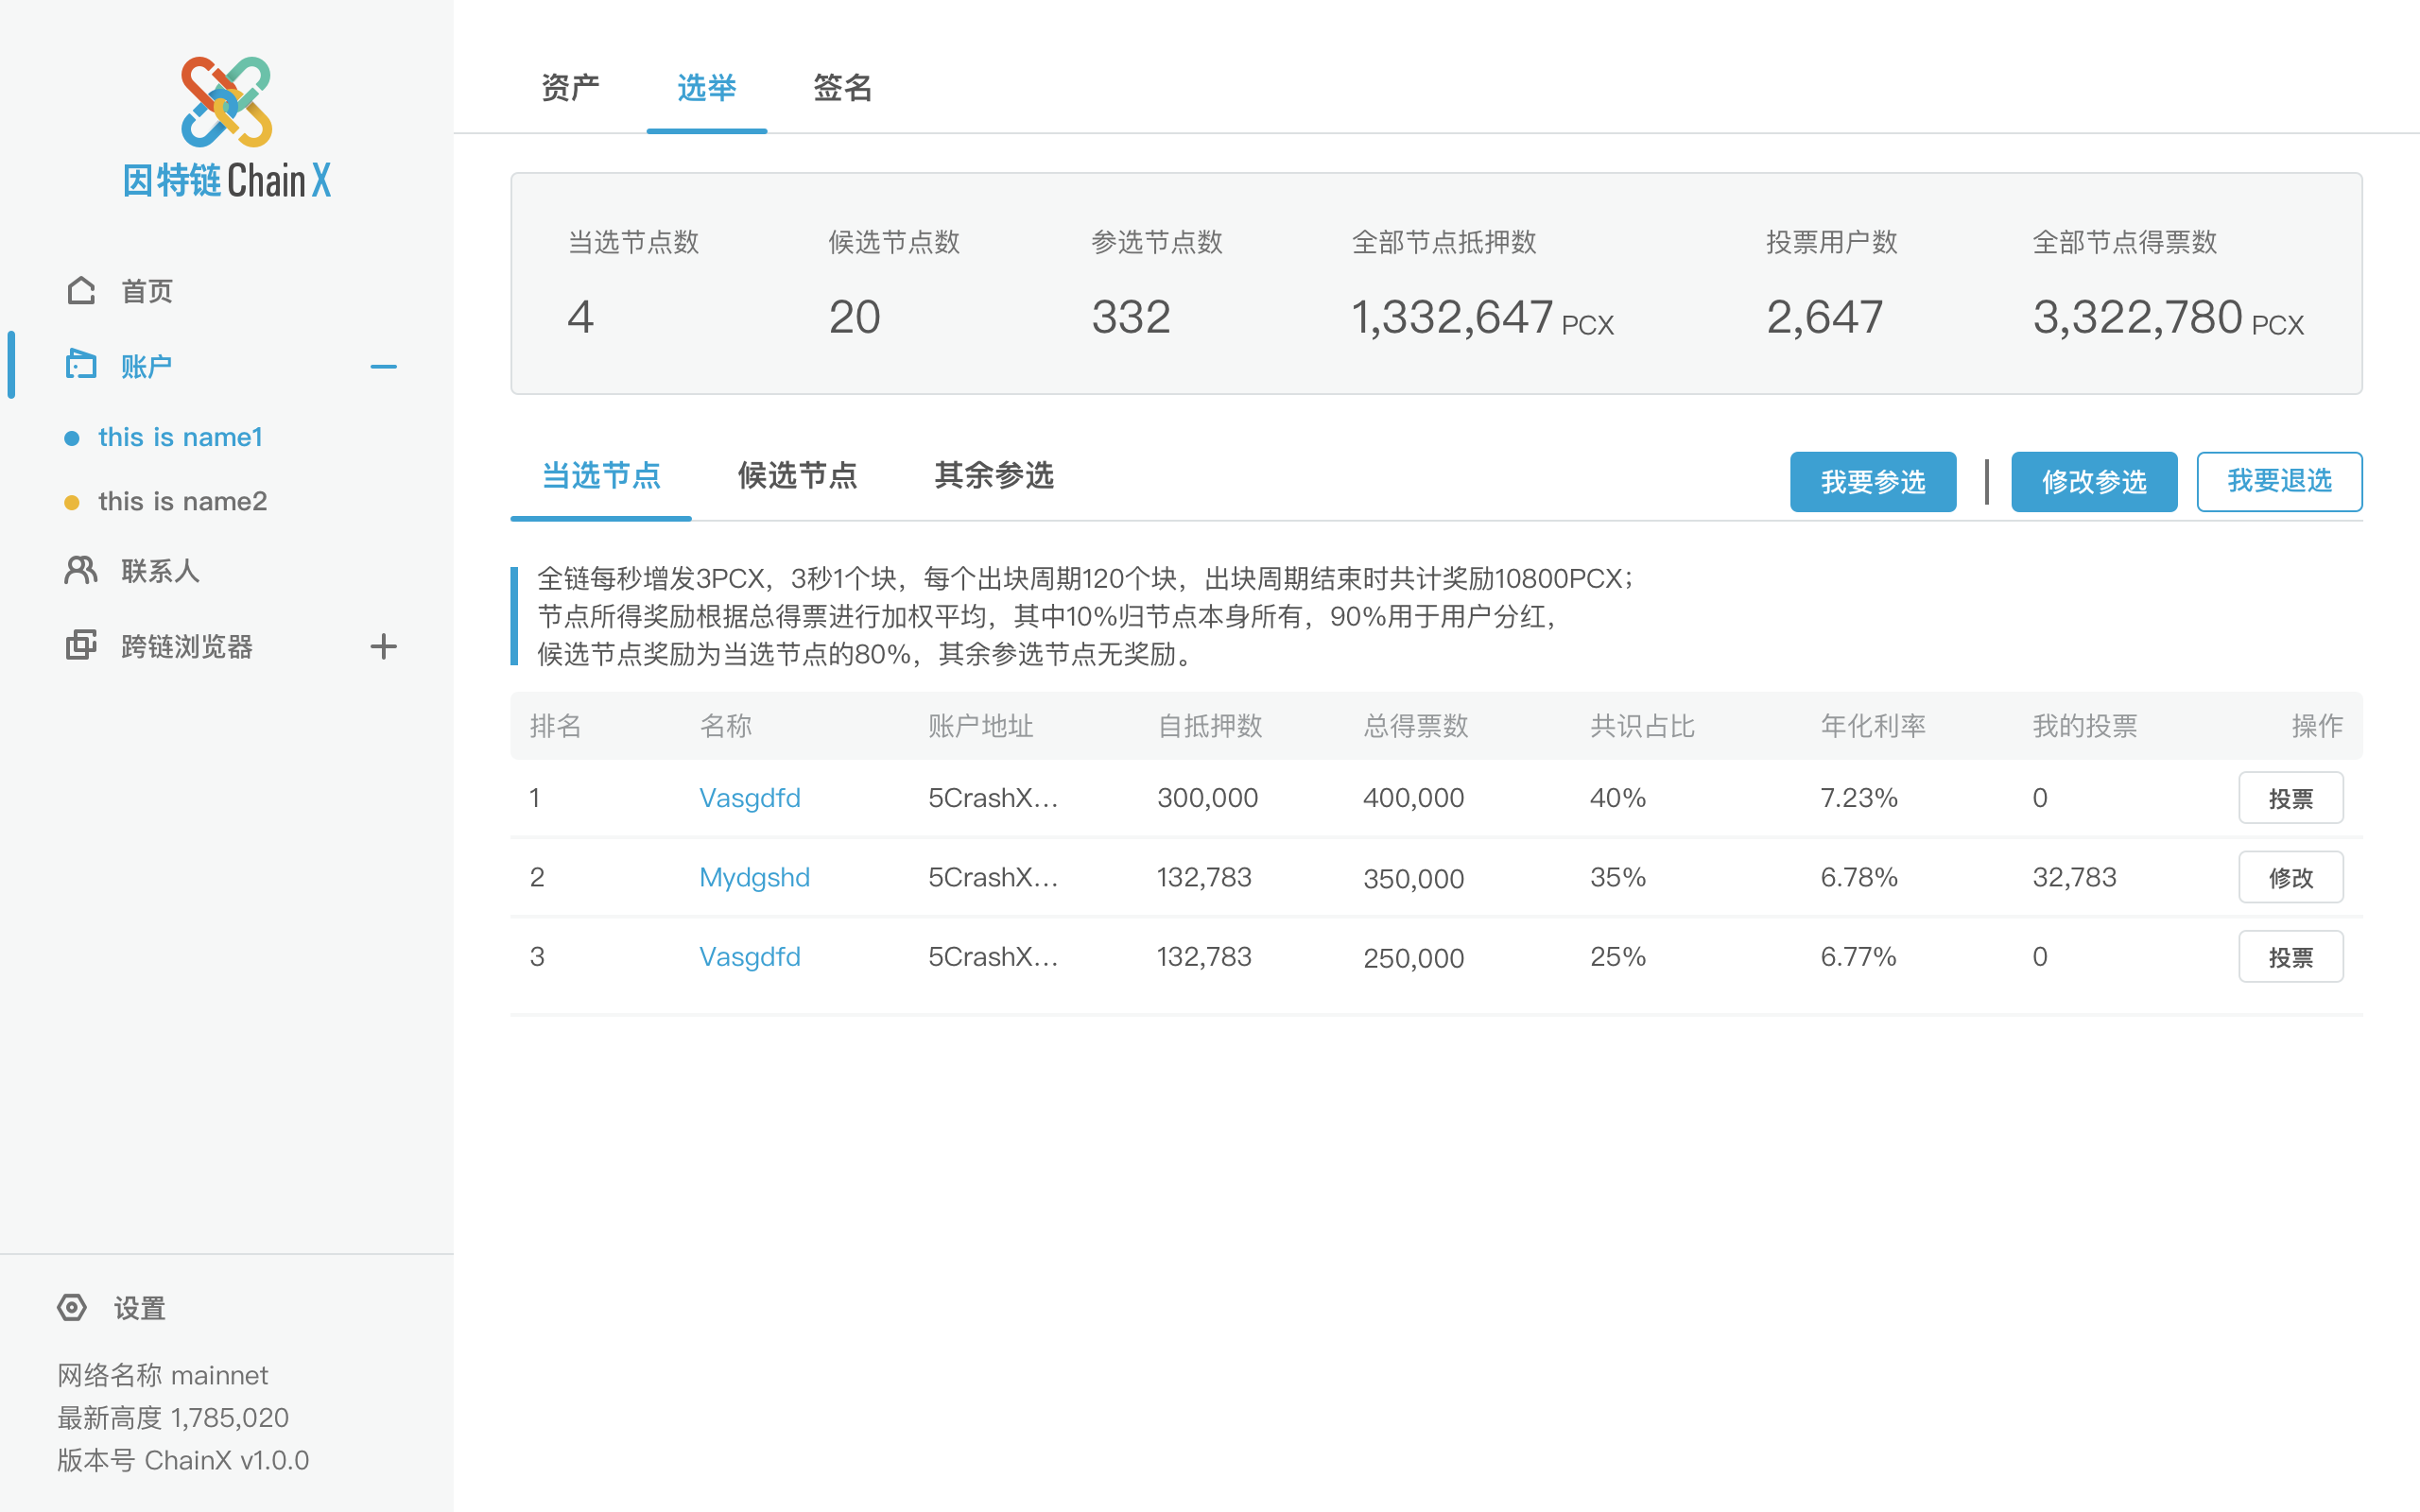 因特链 ChainX
首页
账户
this is name1
this is name2
联系人
跨链浏览器
设置
网络名称 mainnet
最新高度 1,785,020
版本号 ChainX v1.0.0
资产 选举 签名
当选节点数 候选节点数 参选节点数 全部节点抵押数 投票用户数 全部节点得票数
4 20 332 1,332,647 PCX 2,647 3,322,780 PCX
当选节点 候选节点 其余参选 我要参选 修改参选 我要退选
全链每秒增发3PCX，3秒1个块，每个出块周期120个块，出块周期结束时共计奖励10800PCX；
节点所得奖励根据总得票进行加权平均，其中10%归节点本身所有，90%用于用户分红，
候选节点奖励为当选节点的80%，其余参选节点无奖励。
排名 名称 账户地址 自抵押数 总得票数 共识占比 年化利率 我的投票 操作
1 Vasgdfd 5CrashX... 300,000 400,000 40% 7.23% 0 投票
2 Mydgshd 5CrashX... 132,783 350,000 35% 6.78% 32,783 修改
3 Vasgdfd 5CrashX... 132,783 250,000 25% 6.77% 0 投票